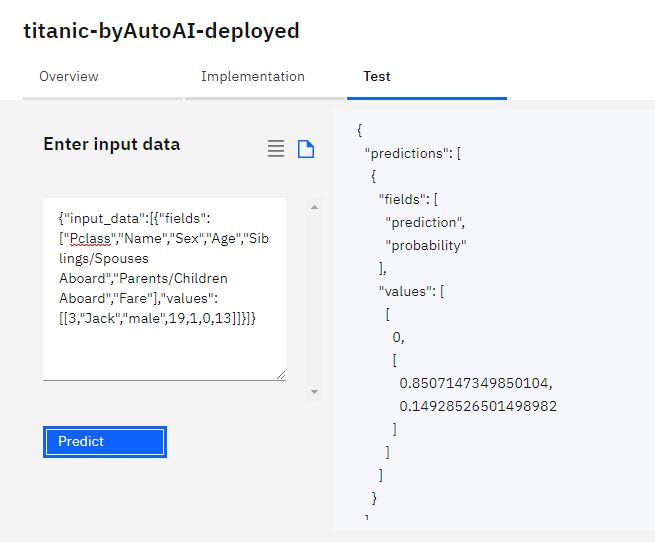 titanic-byAutoAI-deployed
Overview Implementation Test
Enter input data
{"input_data":[{"fields":
["Pclass","Name","Sex","Age","Sib
lings/Spouses
Aboard","Parents/Children
Aboard","Fare"],"values":
[[3,"Jack","male",19,1,0,13]]}]}
Predict
{
"predictions": [
{
"fields": [
"prediction",
"probability"
],
"values": [
[
0,
[
0.8507147349850104,
0.14928526501498982
]
]
]
}
]